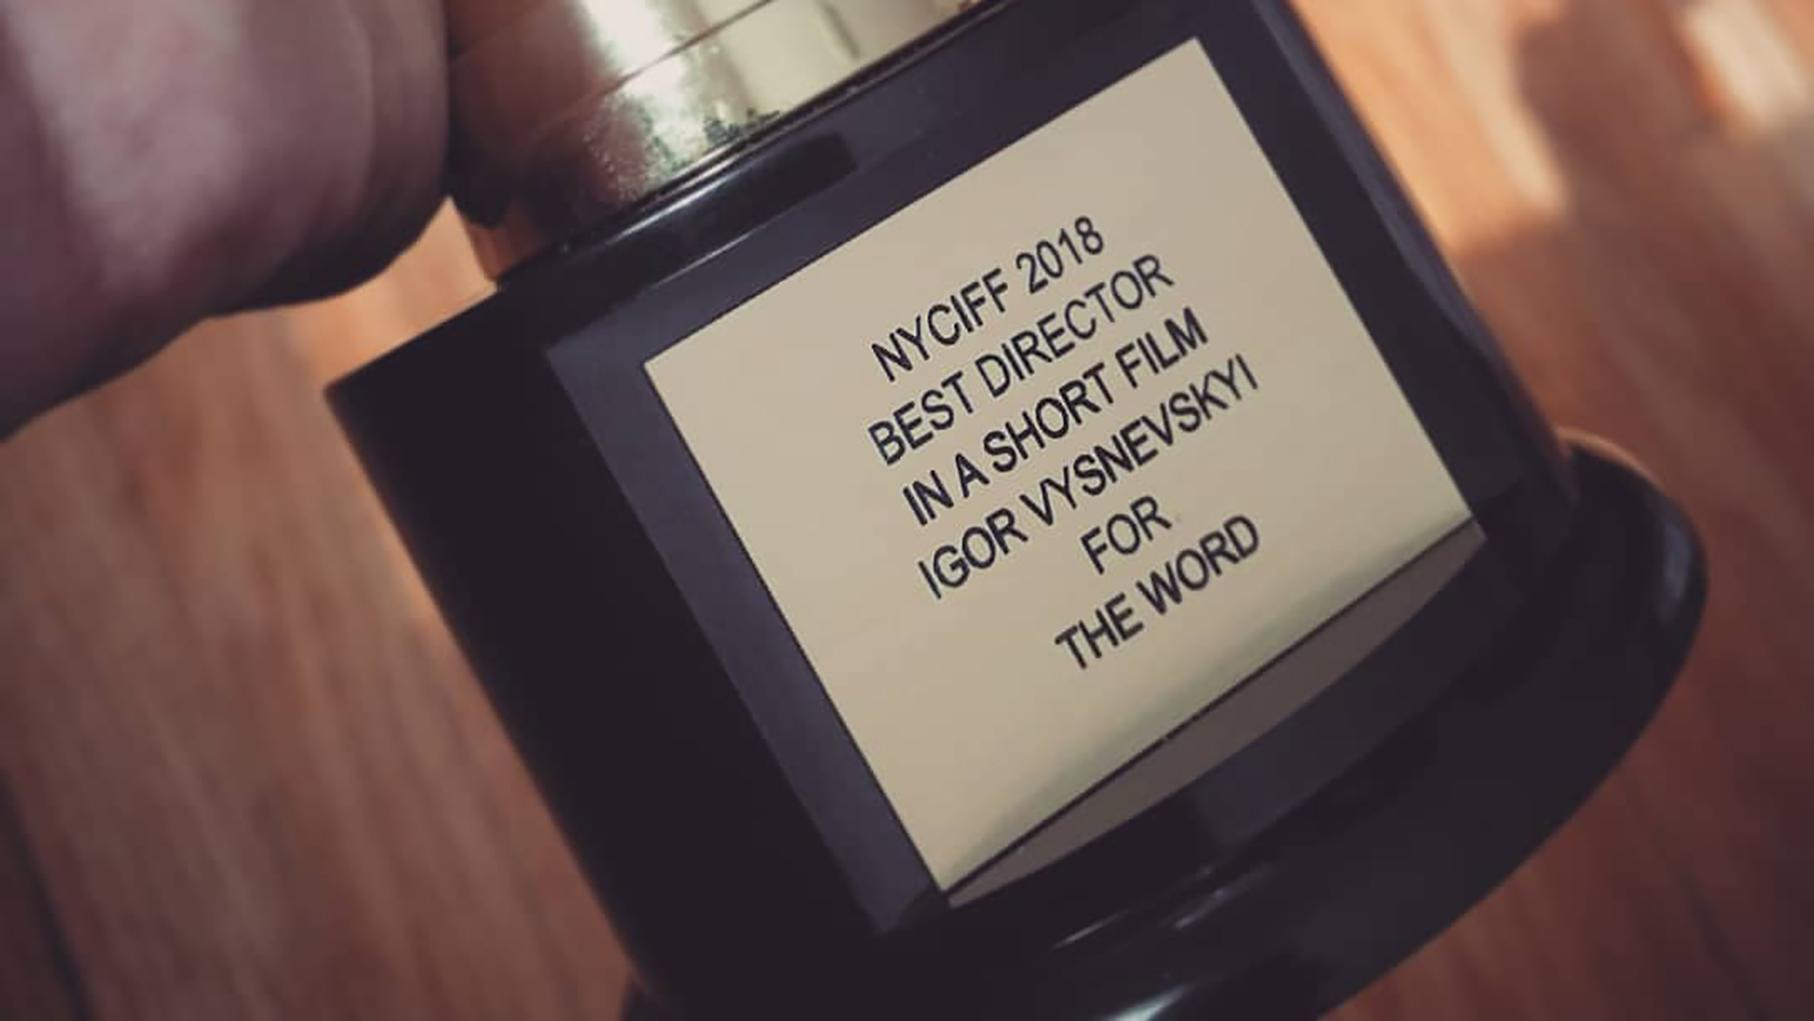 NYCIFF 2018
BEST DIRECTOR
IN A SHORT FILM
IGOR VYSNEVSKYI
FOR
THE WORD